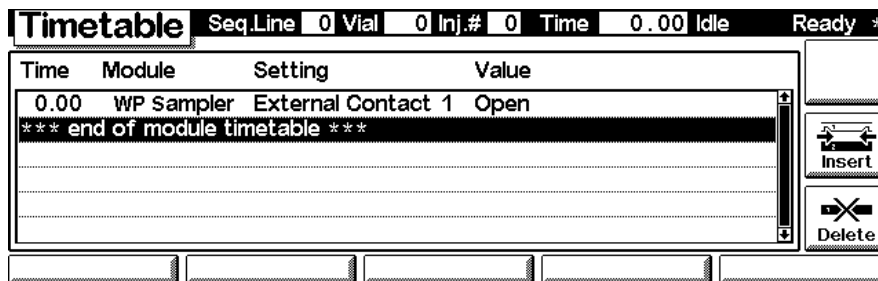 Timetable Seq.Line 0 Vial 0 Inj.# 0 Time 0.00 Idle Ready *
Time Module Setting Value
0.00 WP Sampler External Contact 1 Open
*** end of module timetable ***
Insert
Delete